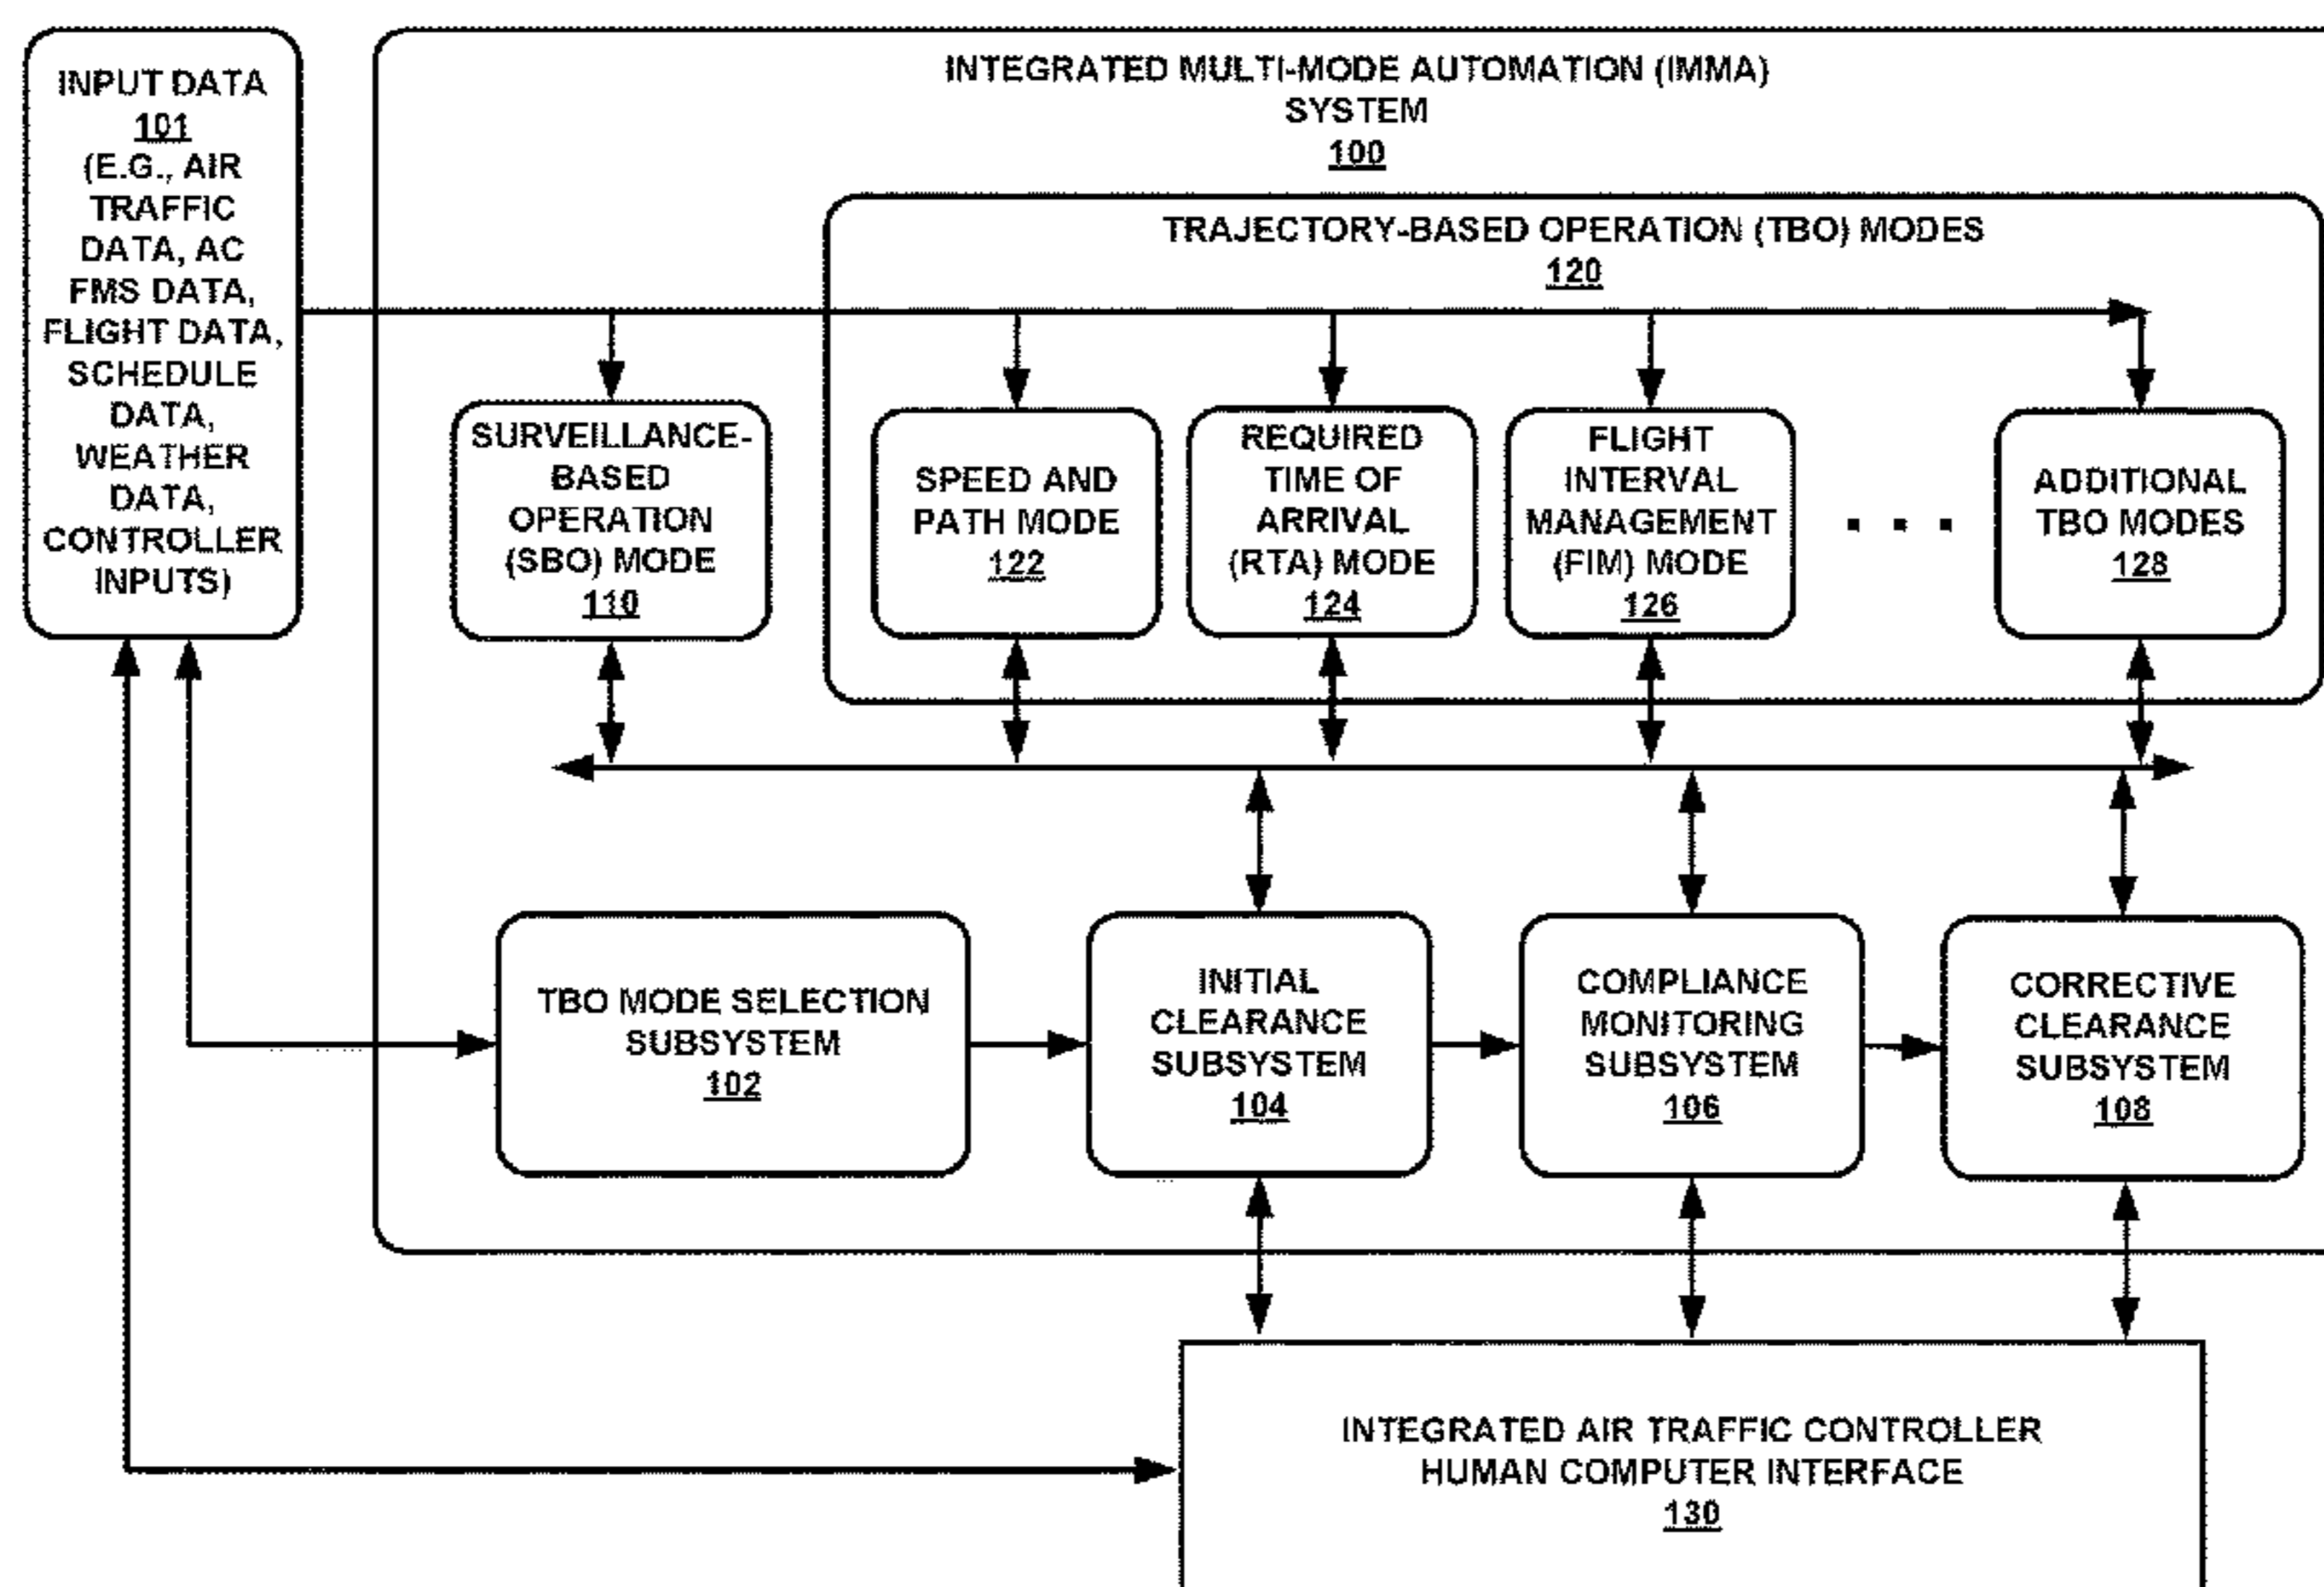 INPUT DATA
101
(E.G., AIR
TRAFFIC
DATA, AC
FMS DATA,
FLIGHT DATA,
SCHEDULE
DATA,
WEATHER
DATA,
CONTROLLER
INPUTS)
INTEGRATED MULTI-MODE AUTOMATION (IMMA)
SYSTEM
100
TRAJECTORY-BASED OPERATION (TBO) MODES
120
SURVEILLANCE-
BASED
OPERATION
(SBO) MODE
110
SPEED AND
PATH MODE
122
REQUIRED
TIME OF
ARRIVAL
(RTA) MODE
124
FLIGHT
INTERVAL
MANAGEMENT
(FIM) MODE
126
. . .
ADDITIONAL
TBO MODES
128
TBO MODE SELECTION
SUBSYSTEM
102
INITIAL
CLEARANCE
SUBSYSTEM
104
COMPLIANCE
MONITORING
SUBSYSTEM
106
CORRECTIVE
CLEARANCE
SUBSYSTEM
108
INTEGRATED AIR TRAFFIC CONTROLLER
HUMAN COMPUTER INTERFACE
130